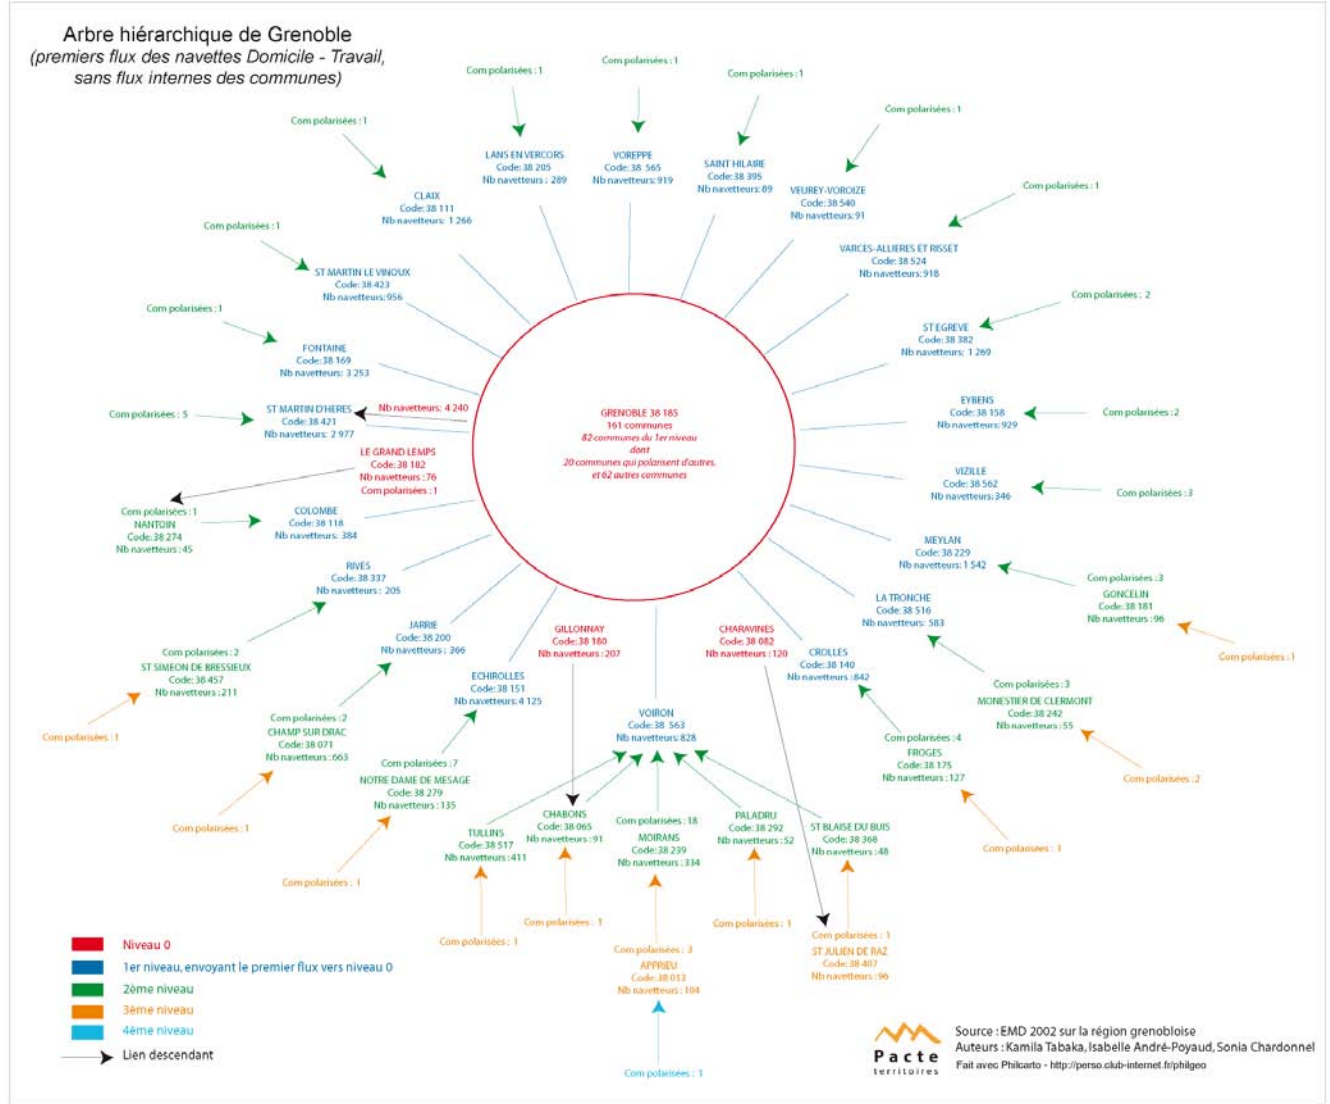 Arbre hiérarchique de Grenoble
(premiers flux des navettes Domicile - Travail,
sans flux internes des communes)
Com polarisées : 1
Com polarisées : 1
Com polarisées : 1
Com polarisées : 1
Com polarisées : 1
LANS EN VERCORS
Code: 38 205
Nb navetteurs : 289
VOREPPE
Code: 38 565
Nb navetteurs: 919
SAINT HILAIRE
Code: 38 395
Nb navetteurs: 89
VEUREY-VOROIZE
Code: 38 540
Nb navetteurs: 91
CLAIX
Code: 38 111
Nb navetteurs: 1 266
Com polarisées : 1
Com polarisées : 1
VARCES-ALLIERES ET RISSET
Code: 38 524
Nb navetteurs: 918
ST MARTIN LE VINOUX
Code: 38 423
Nb navetteurs: 956
Com polarisées : 2
Com polarisées : 1
ST EGREVE
Code: 38 382
Nb navetteurs: 1 269
FONTAINE
Code: 38 169
Nb navetteurs: 3 253
Com polarisées : 5
ST MARTIN D'HERES
Code: 38 421
Nb navetteurs: 2 977
Nb navetteurs: 4 240
GRENOBLE 38 185
161 communes
82 communes du 1er niveau
dont
20 communes qui polarisent d'autres,
et 62 autres communes
EYBENS
Code: 38 158
Nb navetteurs: 929
Com polarisées : 2
LE GRAND LEMPS
Code: 38 182
Nb navetteurs : 76
Com polarisées : 1
VIZILLE
Code: 38 562
Nb navetteurs: 346
Com polarisées : 3
Com polarisées : 1
NANTOIN
Code: 38 274
Nb navetteurs : 45
COLOMBE
Code: 38 118
Nb navetteurs: 384
MEYLAN
Code: 38 229
Nb navetteurs: 1 542
RIVES
Code: 38 337
Nb navetteurs : 205
Com polarisées : 3
GONCELIN
Code: 38 181
Nb navetteurs : 96
LA TRONCHE
Code: 38 516
Nb navetteurs: 583
Com polarisées : 1
JARRIE
Code: 38 200
Nb navetteurs : 366
GILLONNAY
Code: 38 180
Nb navetteurs : 207
CHARAVINES
Code: 38 082
Nb navetteurs : 120
CROLLES
Code: 38 140
Nb navetteurs : 842
Com polarisées : 2
ST SIMEON DE BRESSIEUX
Code: 38 457
Nb navetteurs : 211
ECHIROLLES
Code: 38 151
Nb navetteurs: 4 125
Com polarisées : 3
MONESTIER DE CLERMONT
Code: 38 242
Nb navetteurs : 55
Com polarisées : 1
Com polarisées : 2
CHAMP SUR DRAC
Code: 38 071
Nb navetteurs : 663
VOIRON
Code: 38 563
Nb navetteurs: 828
Com polarisées : 4
FROGES
Code: 38 175
Nb navetteurs : 127
Com polarisées : 2
Com polarisées : 7
NOTRE DAME DE MESAGE
Code: 38 279
Nb navetteurs : 135
Com polarisées : 1
TULLINS
Code: 38 517
Nb navetteurs : 411
CHABONS
Code: 38 065
Nb navetteurs : 91
Com polarisées : 18
MOIRANS
Code: 38 239
Nb navetteurs : 334
PALADRU
Code: 38 292
Nb navetteurs : 52
ST BLAISE DU BUIS
Code: 38 368
Nb navetteurs : 48
Com polarisées : 1
Com polarisées : 1
Com polarisées : 1
Com polarisées : 1
Com polarisées : 1
Com polarisées : 3
APPRIEU
Code: 38 013
Nb navetteurs : 104
Com polarisées : 1
ST JULIEN DE RAZ
Code: 38 407
Nb navetteurs : 96
Com polarisées : 1
Niveau 0
1er niveau, envoyant le premier flux vers niveau 0
2ème niveau
3ème niveau
4ème niveau
Lien descendant
Pacte
territoires
Source : EMD 2002 sur la région grenobloise
Auteurs : Kamila Tabaka, Isabelle André-Poyaud, Sonia Chardonnel
Fait avec Philcarto - http://perso.club-internet.fr/philgeo